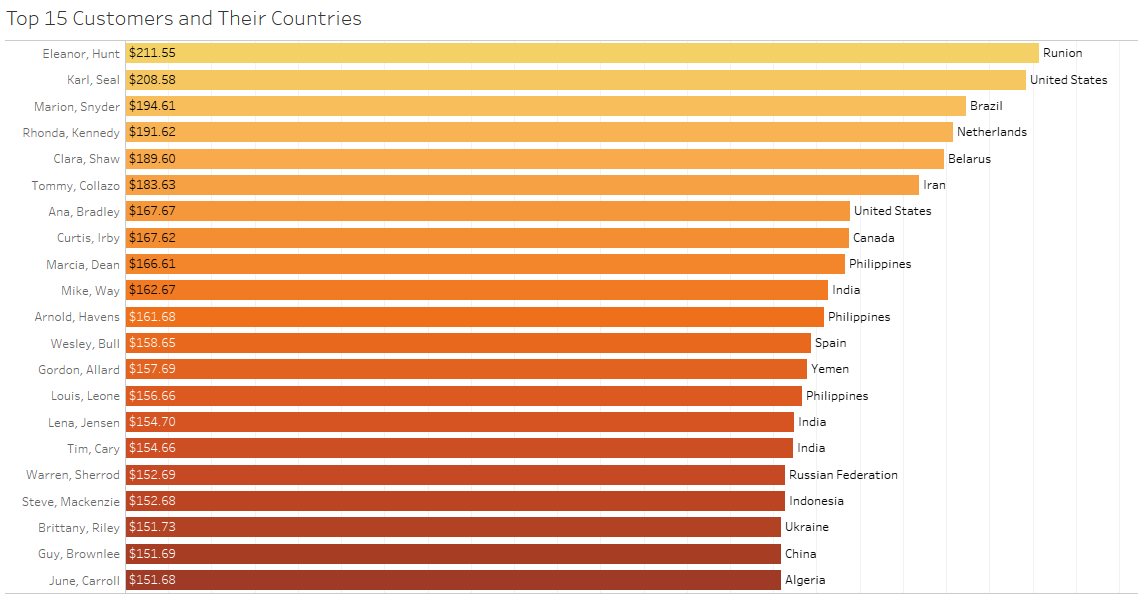 Top 15 Customers and Their Countries
Eleanor, Hunt $211.55 Runion
Karl, Seal $208.58 United States
Marion, Snyder $194.61 Brazil
Rhonda, Kennedy $191.62 Netherlands
Clara, Shaw $189.60 Belarus
Tommy, Collazo $183.63 Iran
Ana, Bradley $167.67 United States
Curtis, Irby $167.62 Canada
Marcia, Dean $166.61 Philippines
Mike, Way $162.67 India
Arnold, Havens $161.68 Philippines
Wesley, Bull $158.65 Spain
Gordon, Allard $157.69 Yemen
Louis, Leone $156.66 Philippines
Lena, Jensen $154.70 India
Tim, Cary $154.66 India
Warren, Sherrod $152.69 Russian Federation
Steve, Mackenzie $152.68 Indonesia
Brittany, Riley $151.73 Ukraine
Guy, Brownlee $151.69 China
June, Carroll $151.68 Algeria